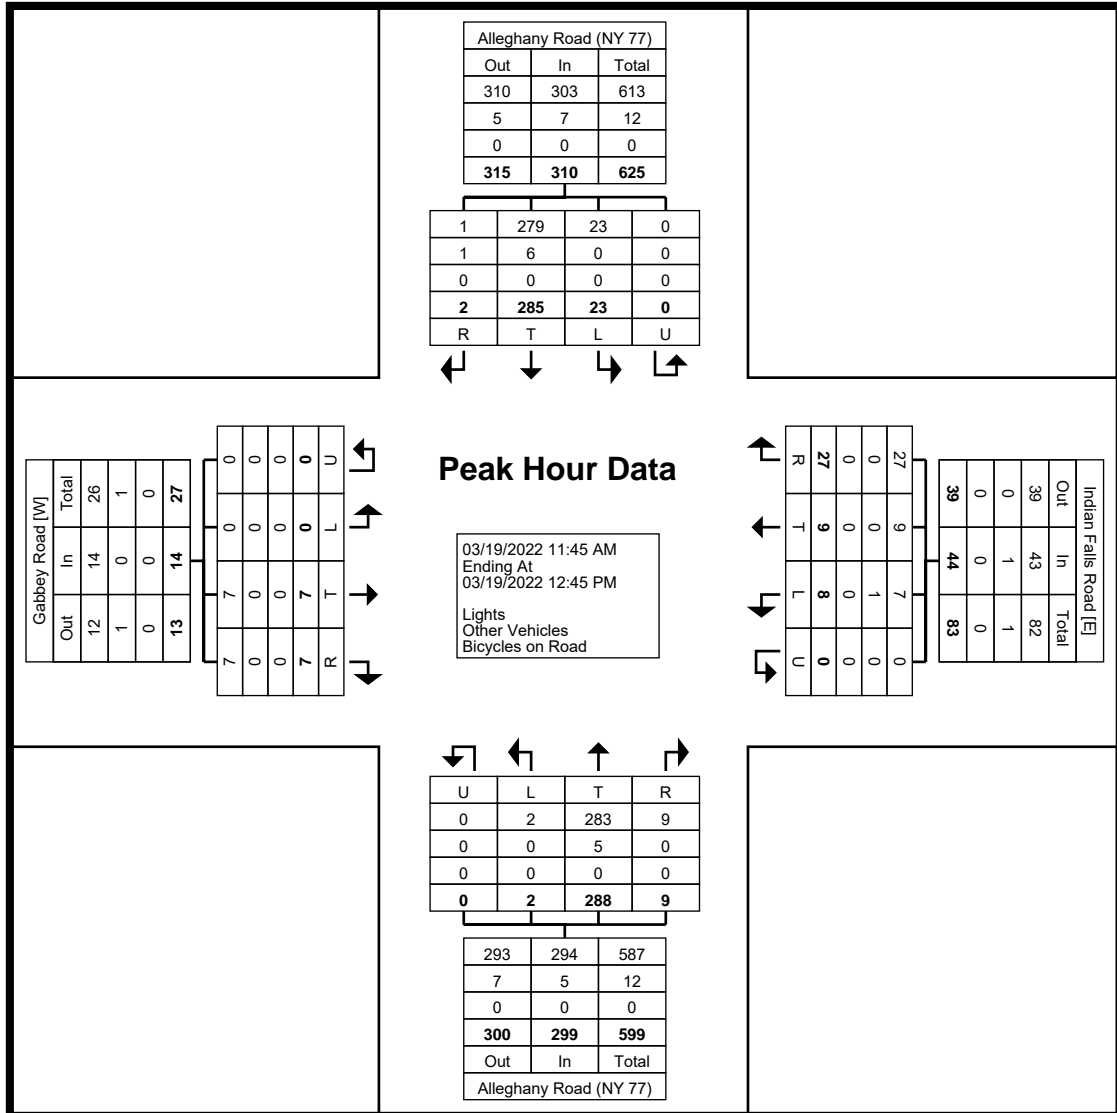 Alleghany Road (NY 77)
Out In Total
310 303 613
5 7 12
0 0 0
315 310 625
1 279 23 0
1 6 0 0
0 0 0 0
2 285 23 0
R T L U
Peak Hour Data
03/19/2022 11:45 AM
Ending At
03/19/2022 12:45 PM
Lights
Other Vehicles
Bicycles on Road
Gabbey Road [W]
Out In Total
12 14 26
1 0 1
0 0 0
13 14 27
7 7 0 0
0 0 0 0
0 0 0 0
7 7 0 0
R T L U
Indian Falls Road [E]
Out In Total
39 43 82
0 1 1
0 0 0
39 44 83
27 9 7 0
0 0 1 0
0 0 0 0
27 9 8 0
R T L U
U L T R
0 2 283 9
0 0 5 0
0 0 0 0
0 2 288 9
293 294 587
7 5 12
0 0 0
300 299 599
Out In Total
Alleghany Road (NY 77)